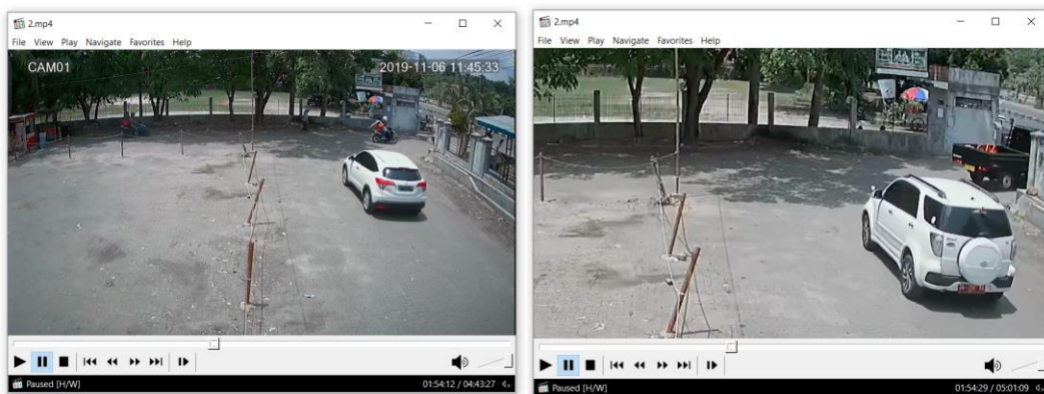 2.mp4
File View Play Navigate Favorites Help
CAM01
2019-11-06 11:45:33
Paused [H/W]
01:54:12 / 04:43:27
2.mp4
File View Play Navigate Favorites Help
Paused [H/W]
01:54:29 / 05:01:09